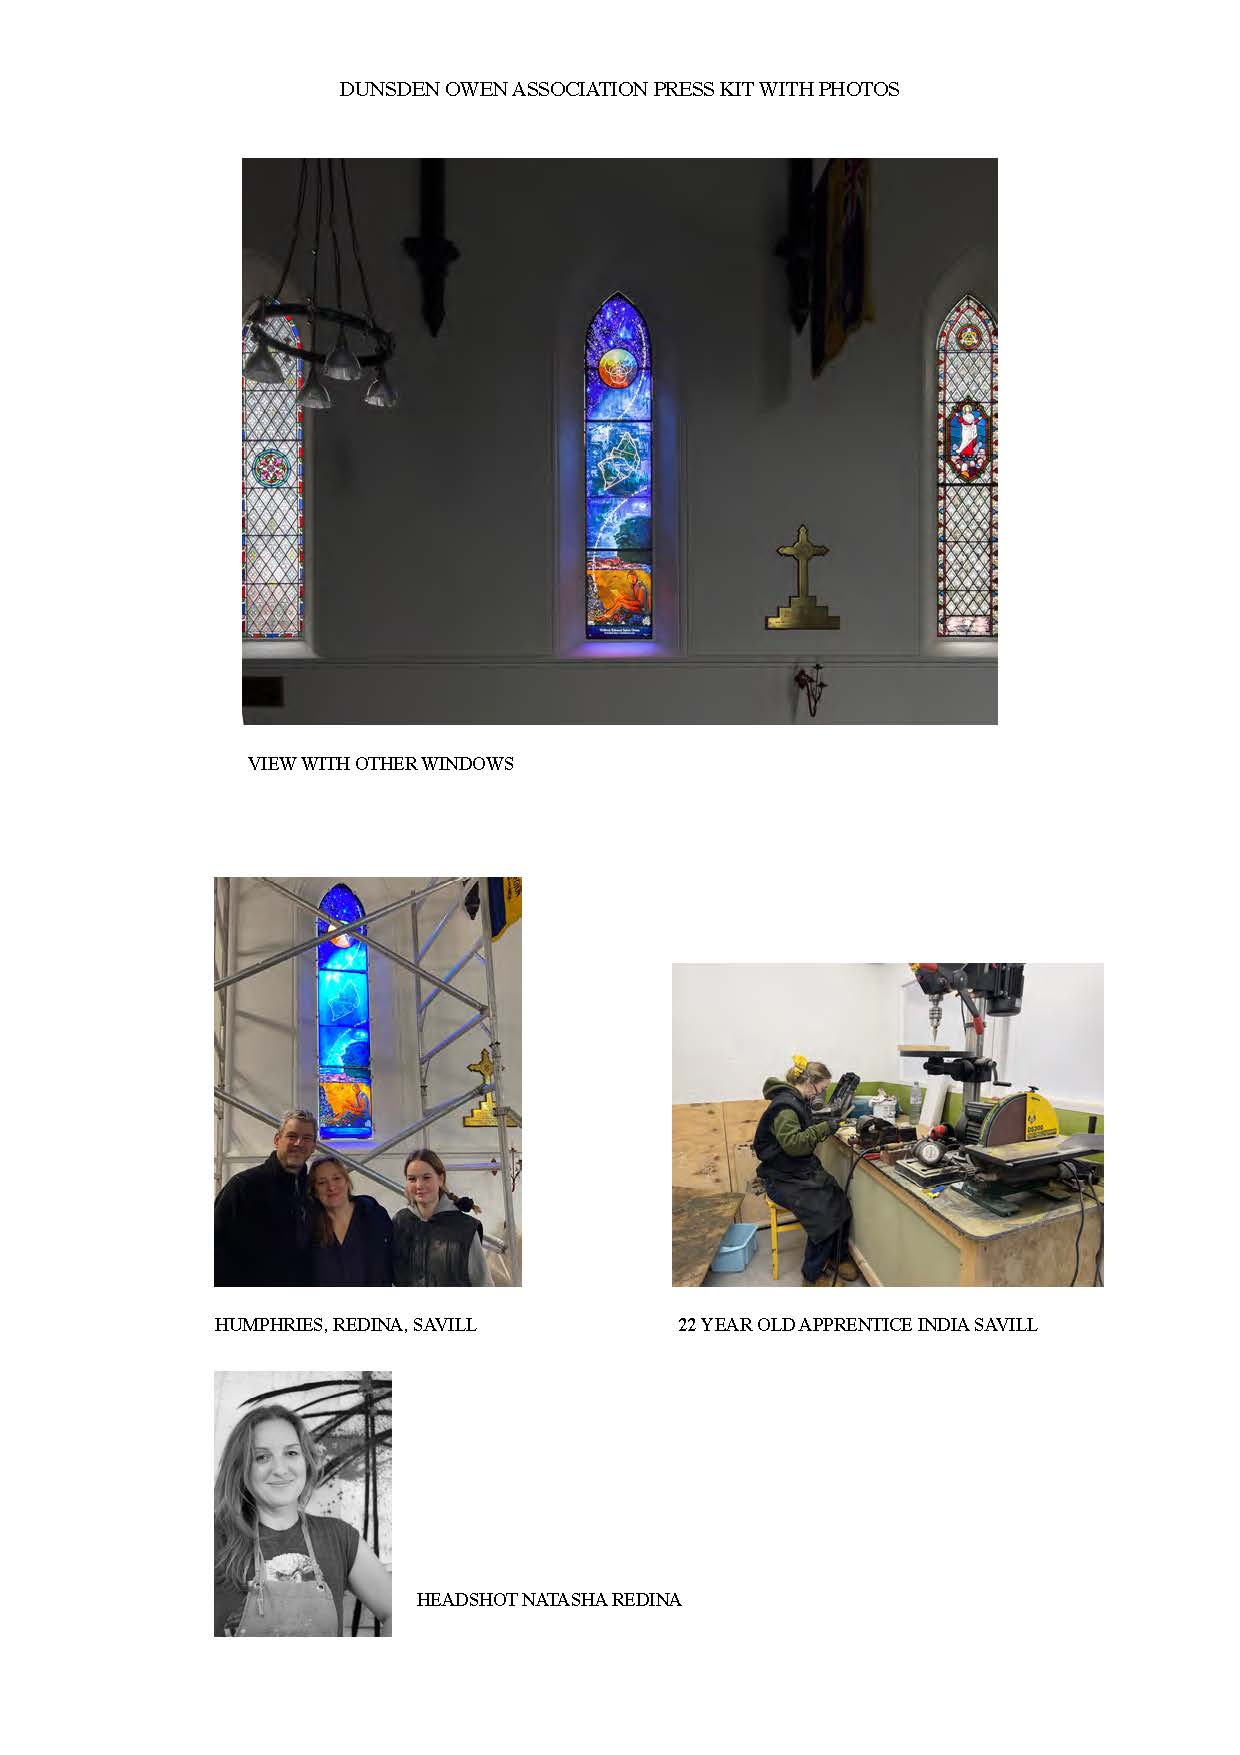 DUNSDEN OWEN ASSOCIATION PRESS KIT WITH PHOTOS
VIEW WITH OTHER WINDOWS
HUMPHRIES, REDINA, SAVILL
22 YEAR OLD APPRENTICE INDIA SAVILL
HEADSHOT NATASHA REDINA